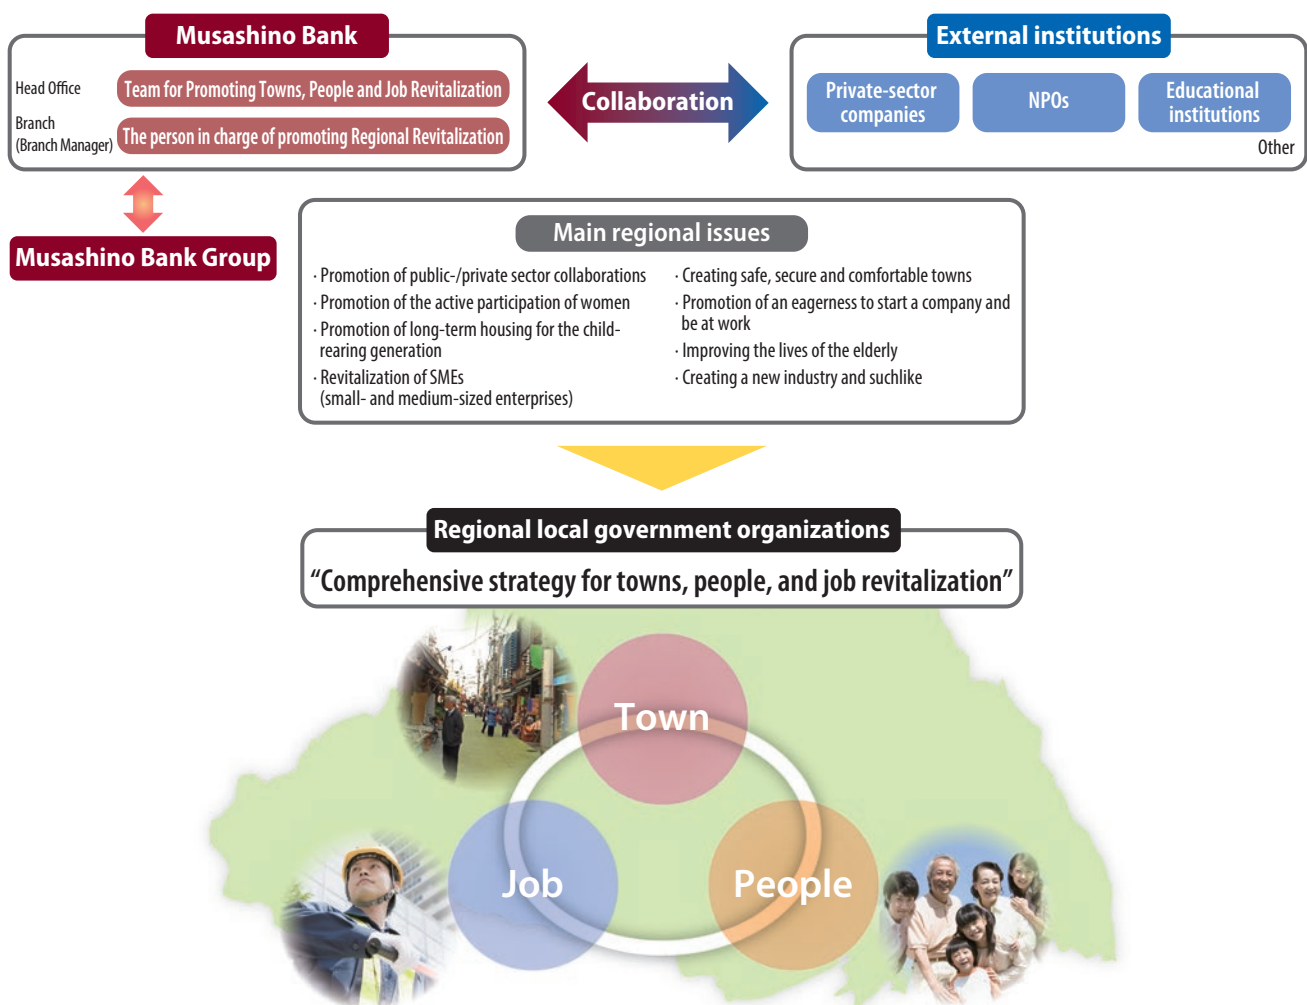 Musashino Bank
Head Office
Team for Promoting Towns, People and Job Revitalization
Branch
(Branch Manager)
The person in charge of promoting Regional Revitalization
Collaboration
External institutions
Private-sector
companies
NPOs
Educational
institutions
Other
Musashino Bank Group
Main regional issues
· Promotion of public-/private sector collaborations
· Promotion of the active participation of women
· Promotion of long-term housing for the child-
rearing generation
· Revitalization of SMEs
(small- and medium-sized enterprises)
· Creating safe, secure and comfortable towns
· Promotion of an eagerness to start a company and
be at work
· Improving the lives of the elderly
· Creating a new industry and suchlike
Regional local government organizations
“Comprehensive strategy for towns, people, and job revitalization”
Town
Job
People